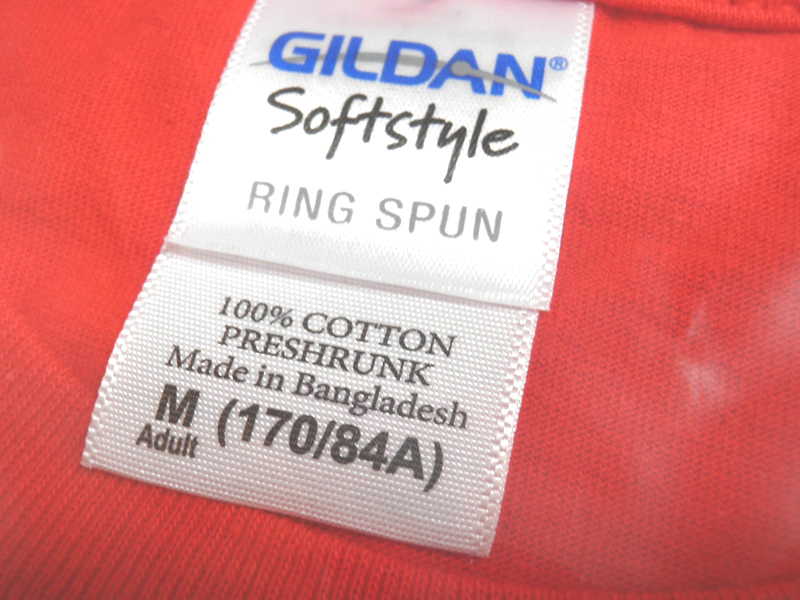 GILDAN®
Softstyle
RING SPUN
100% COTTON
PRESHRUNK
Made in Bangladesh
M (170/84A)
Adult